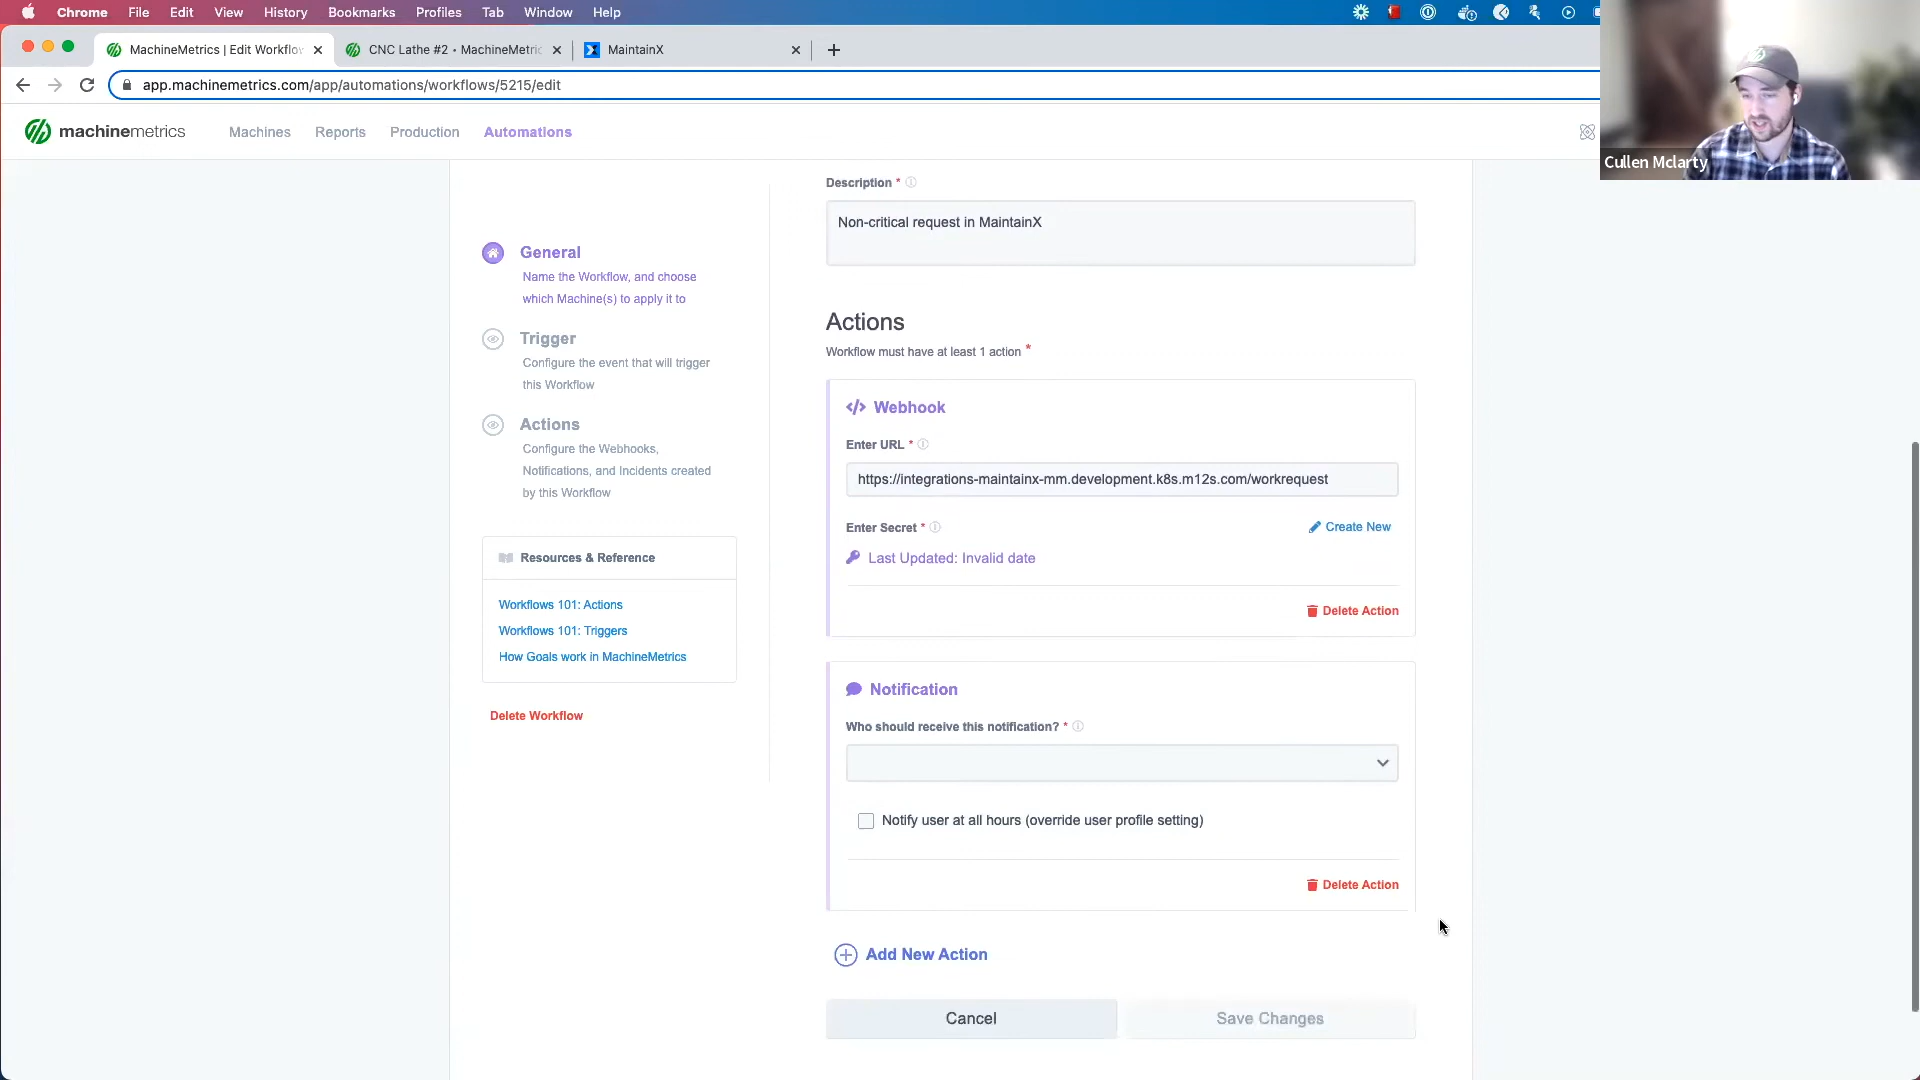 Chrome File Edit View History Bookmarks Profiles Tab Window Help
MachineMetrics | Edit Workflow
CNC Lathe #2 • MachineMetric
MaintainX
app.machinemetrics.com/app/automations/workflows/5215/edit
machinemetrics
Machines Reports Production Automations
Cullen Mclarty
General
Name the Workflow, and choose
which Machine(s) to apply it to
Trigger
Configure the event that will trigger
this Workflow
Actions
Configure the Webhooks,
Notifications, and Incidents created
by this Workflow
Resources & Reference
Workflows 101: Actions
Workflows 101: Triggers
How Goals work in MachineMetrics
Delete Workflow
Description *
Non-critical request in MaintainX
Actions
Workflow must have at least 1 action *
Webhook
Enter URL *
https://integrations-maintainx-mm.development.k8s.m12s.com/workrequest
Enter Secret *
Create New
Last Updated: Invalid date
Delete Action
Notification
Who should receive this notification? *
Notify user at all hours (override user profile setting)
Delete Action
Add New Action
Cancel
Save Changes